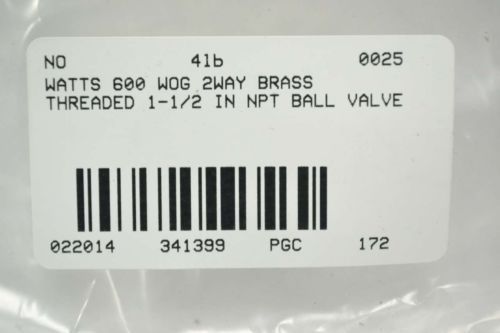 NO 4lb 0025
WATTS 600 WOG 2WAY BRASS
THREADED 1-1/2 IN NPT BALL VALVE
022014 341399 PGC 172